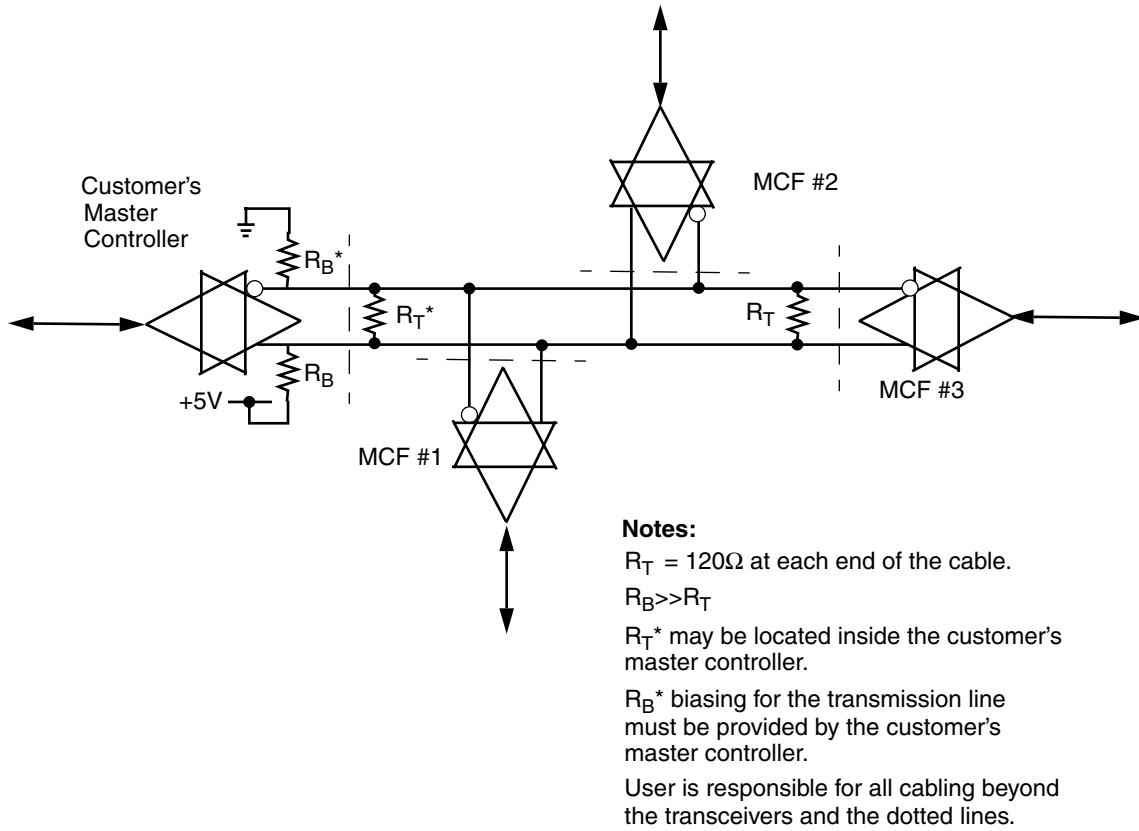 Customer's
Master
Controller
MCF #2
R_B*
R_T*
R_T
R_B
+5V
MCF #3
MCF #1
Notes:
R_T = 120Ω at each end of the cable.
R_B>>R_T
R_T* may be located inside the customer's
master controller.
R_B* biasing for the transmission line
must be provided by the customer's
master controller.
User is responsible for all cabling beyond
the transceivers and the dotted lines.